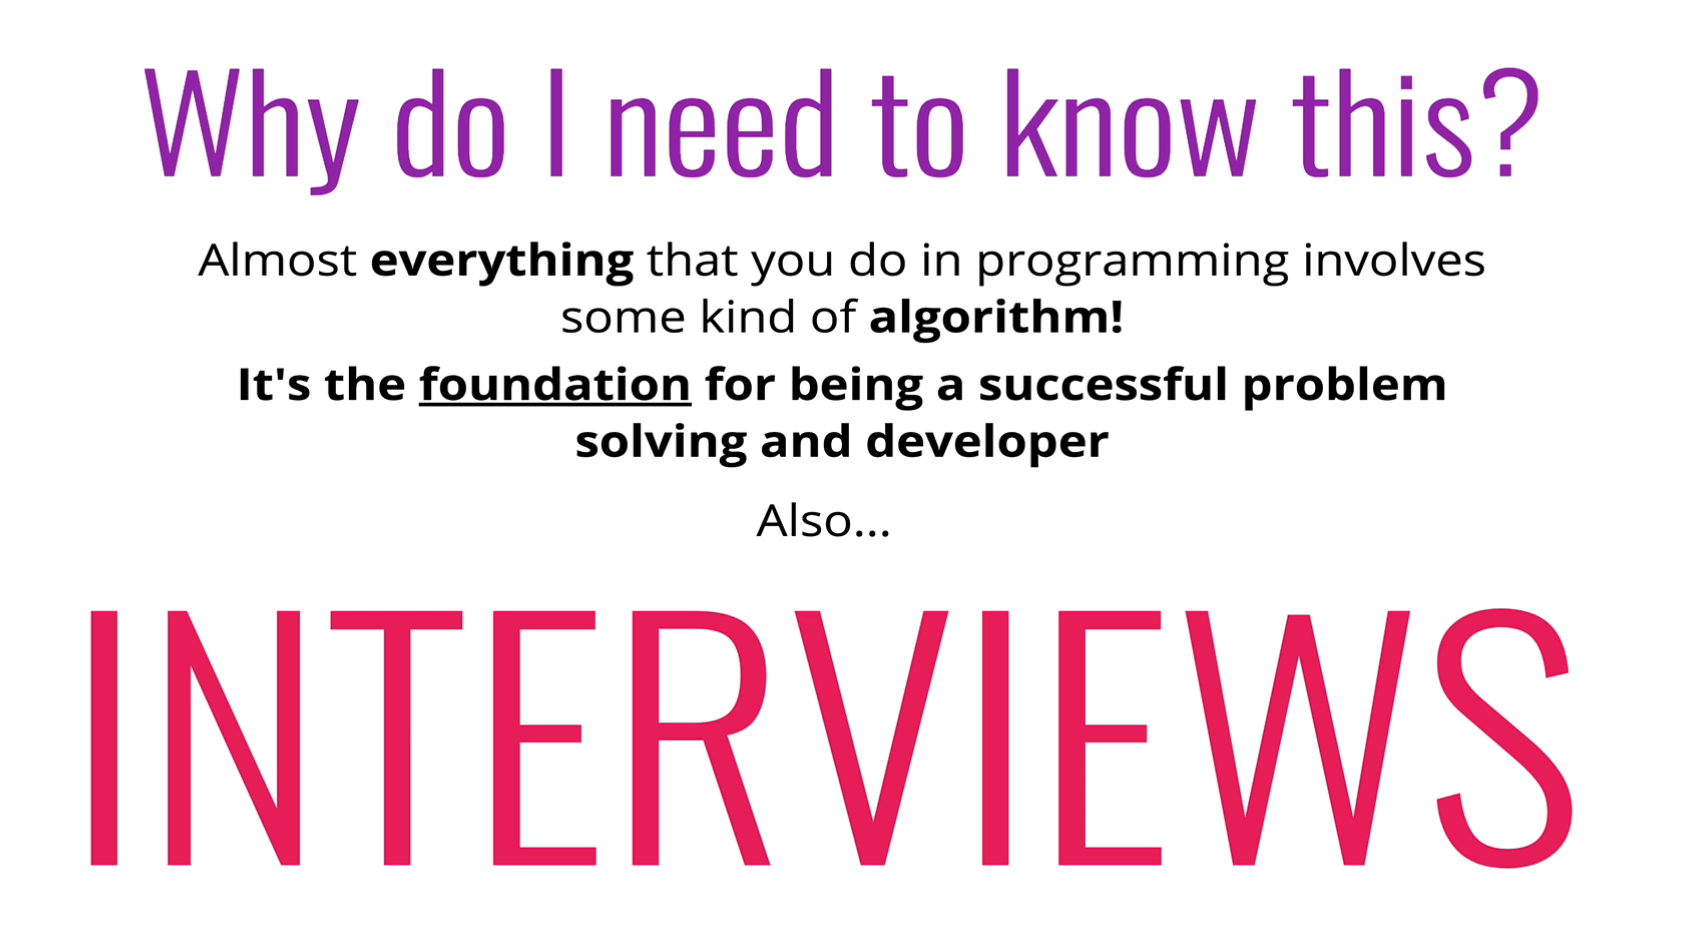 Why do I need to know this?
Almost everything that you do in programming involves
some kind of algorithm!
It's the foundation for being a successful problem
solving and developer
Also...
INTERVIEWS